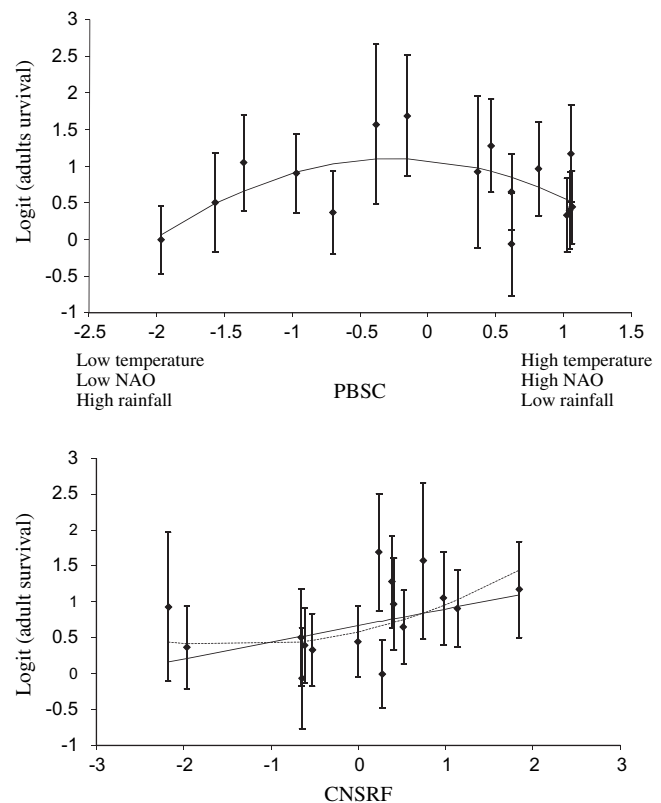 3
2.5
2
1.5
1
0.5
0
-0.5
-1
Logit (adults urvival)
-2.5 -2 -1.5 -1 -0.5 0 0.5 1 1.5
Low temperature
Low NAO
High rainfall
PBSC
High temperature
High NAO
Low rainfall
3
2.5
2
1.5
1
0.5
0
-0.5
-1
Logit (adult survival)
-3 -2 -1 0 1 2 3
CNSRF